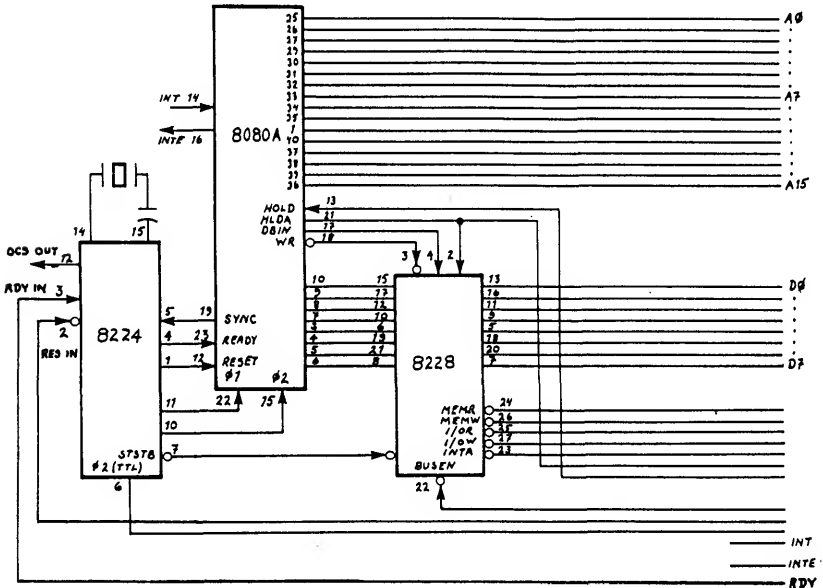 25 A0
26
27
29
30
31
32
33 A7
INT 14
34
35
INTE 16
8080A
1
40
37
38
39
36 A15
HOLD 13
HLDA 21
DBIN 17
WR 18
14 15
3 4 2
OCS OUT 12
10 15 13 D0
RDY IN 3
9 17 16
8 12 11
5 19 SYNC
7 10 9
8224
3 6 5
2
4 23 READY
4 19 18
RES IN
5 21 20
1 12 RESET
6 8 7 D7
8228
Ø1 Ø2
22 15
11
MEMR 24
MEMW 26
10
I/OR 25
I/OW 27
STSTB 7
INTA 23
Ø2 (TTL)
BUSEN
6
22
INT
INTE
RDY